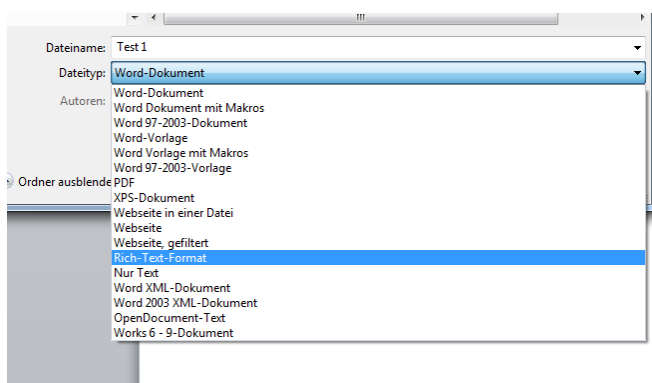 Dateiname: Test 1
Dateityp: Word-Dokument
Autoren:
Word-Dokument
Word Dokument mit Makros
Word 97-2003-Dokument
Word-Vorlage
Word Vorlage mit Makros
Word 97-2003-Vorlage
Ordner ausblende
PDF
XPS-Dokument
Webseite in einer Datei
Webseite
Webseite, gefiltert
Rich-Text-Format
Nur Text
Word XML-Dokument
Word 2003 XML-Dokument
OpenDocument-Text
Works 6 - 9-Dokument